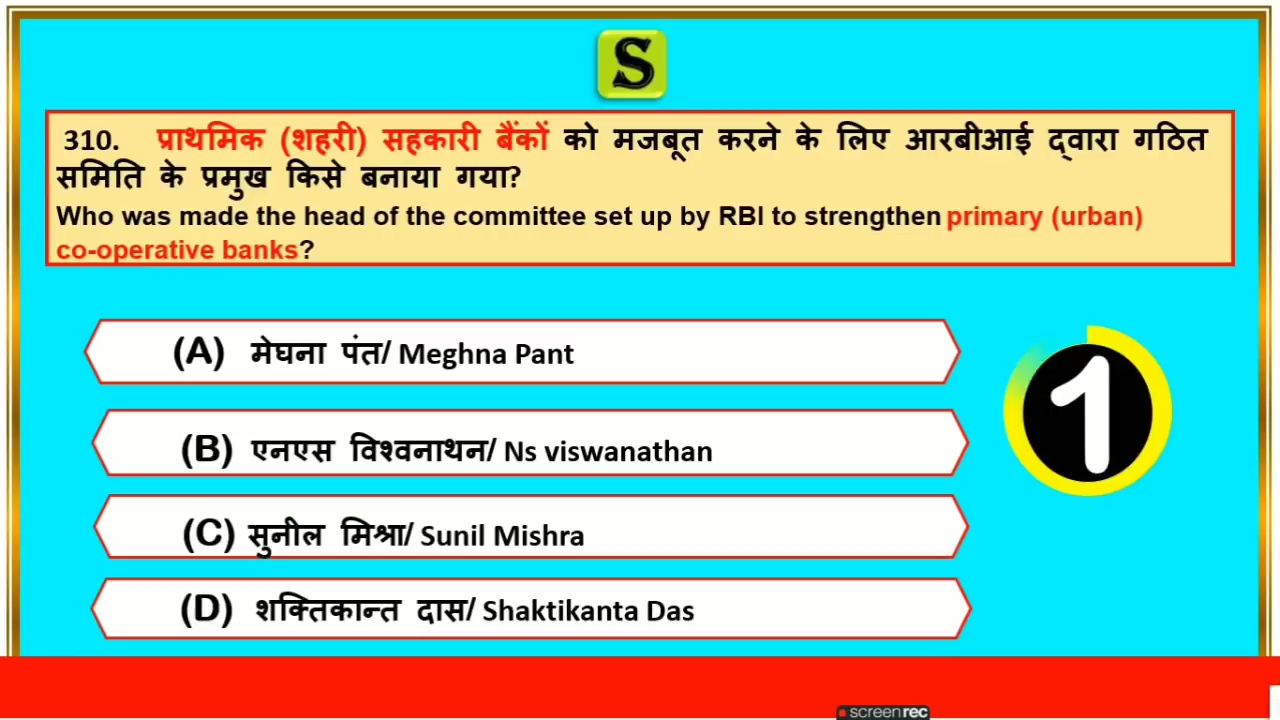 S
310. प्राथमिक (शहरी) सहकारी बैंकों को मजबूत करने के लिए आरबीआई द्वारा गठित
समिति के प्रमुख किसे बनाया गया?
Who was made the head of the committee set up by RBI to strengthen primary (urban)
co-operative banks?
(A) मेघना पंत/ Meghna Pant
1
(B) एनएस विश्वनाथन/ Ns viswanathan
(C) सुनील मिश्रा/ Sunil Mishra
(D) शक्तिकान्त दास/ Shaktikanta Das
screenrec